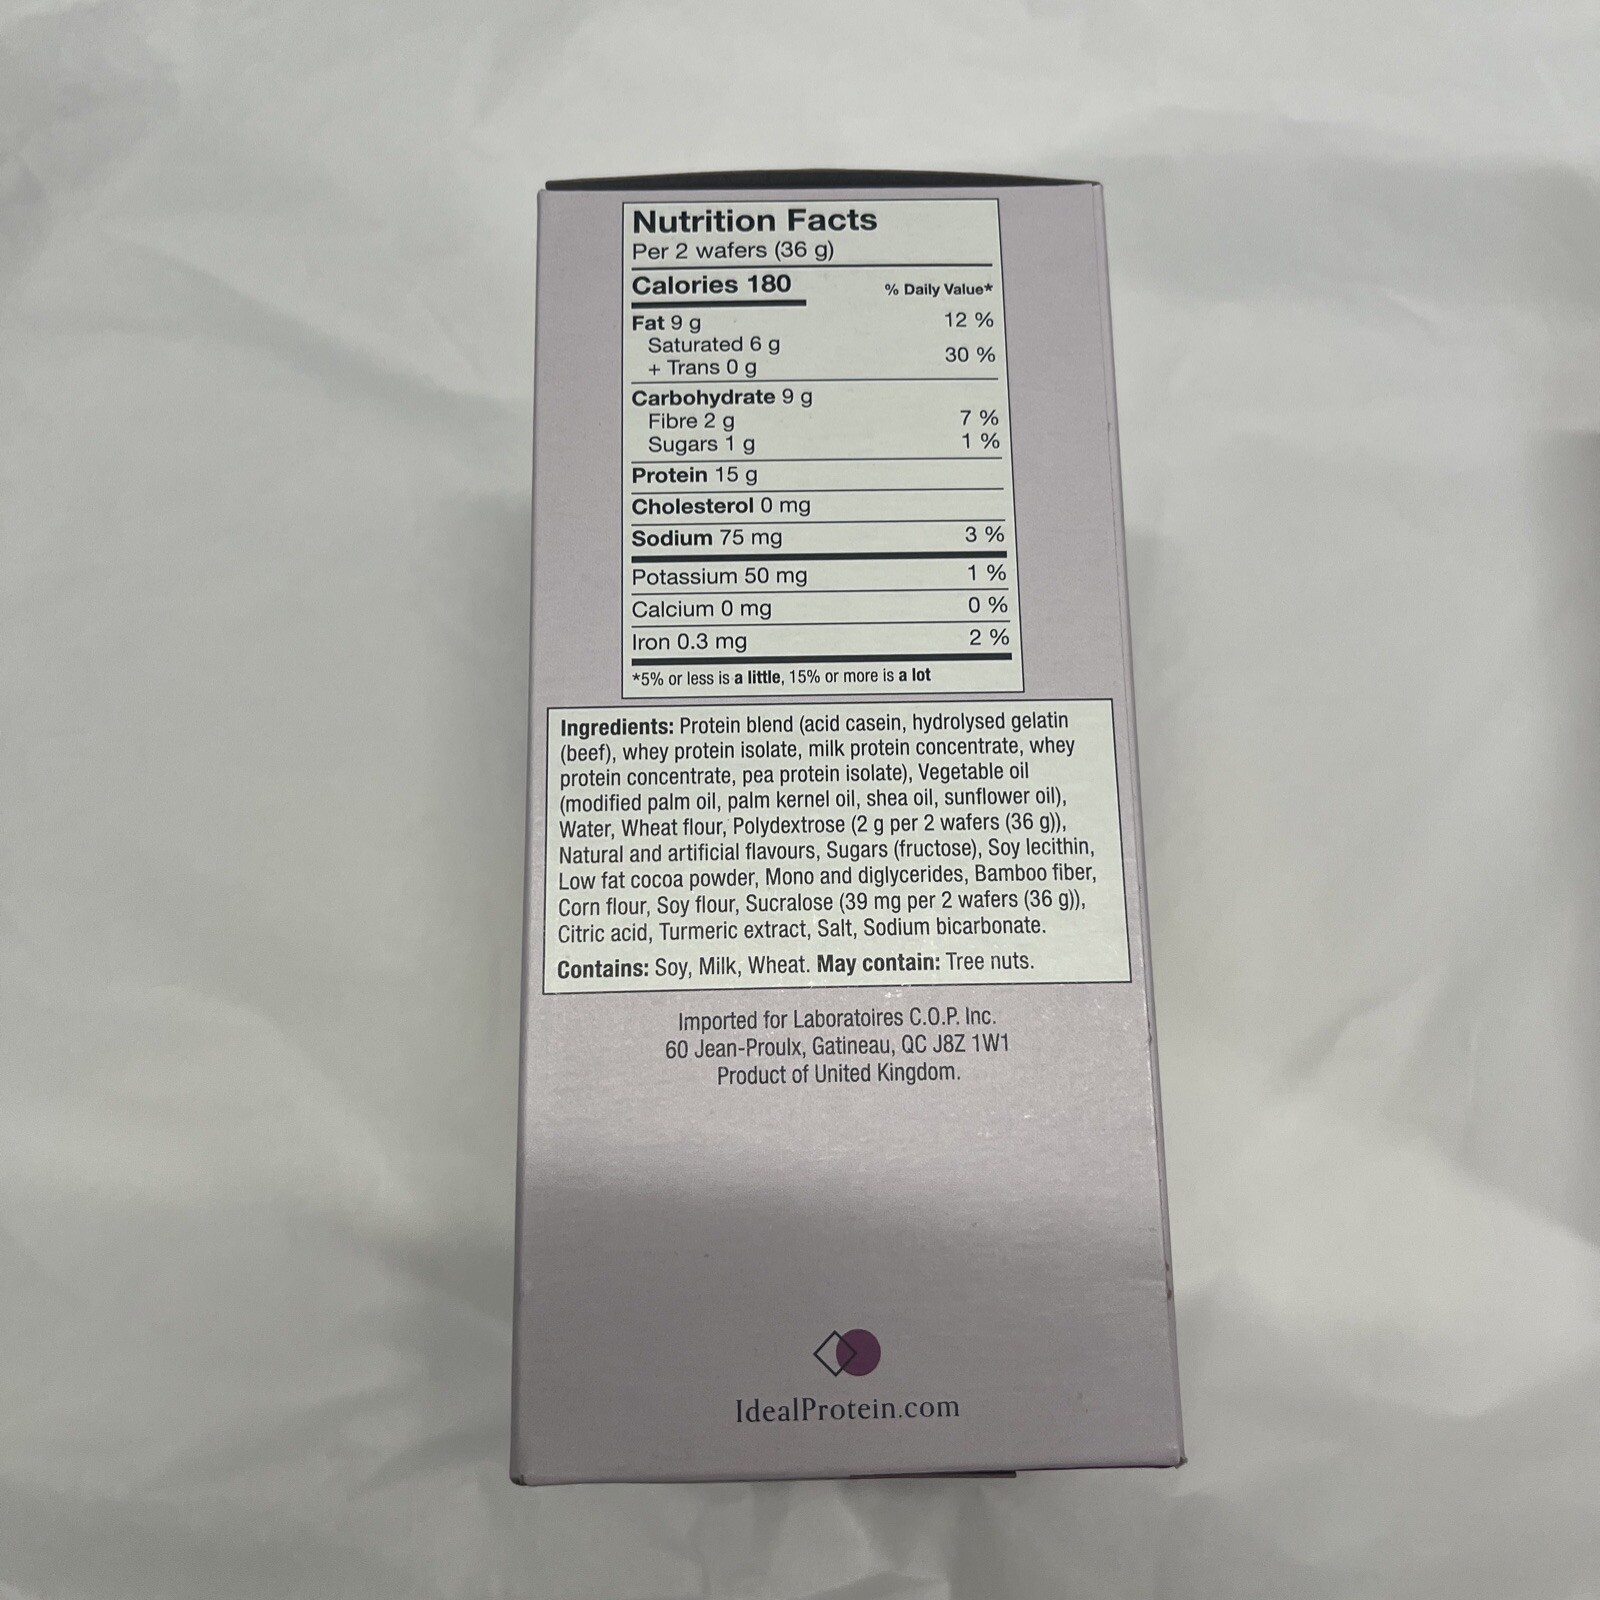 Nutrition Facts
Per 2 wafers (36 g)
Calories 180
% Daily Value*
Fat 9 g 12 %
Saturated 6 g
+ Trans 0 g 30 %
Carbohydrate 9 g
Fibre 2 g 7 %
Sugars 1 g 1 %
Protein 15 g
Cholesterol 0 mg
Sodium 75 mg 3 %
Potassium 50 mg 1 %
Calcium 0 mg 0 %
Iron 0.3 mg 2 %
*5% or less is a little, 15% or more is a lot
Ingredients: Protein blend (acid casein, hydrolysed gelatin
(beef), whey protein isolate, milk protein concentrate, whey
protein concentrate, pea protein isolate), Vegetable oil
(modified palm oil, palm kernel oil, shea oil, sunflower oil),
Water, Wheat flour, Polydextrose (2 g per 2 wafers (36 g)),
Natural and artificial flavours, Sugars (fructose), Soy lecithin,
Low fat cocoa powder, Mono and diglycerides, Bamboo fiber,
Corn flour, Soy flour, Sucralose (39 mg per 2 wafers (36 g)),
Citric acid, Turmeric extract, Salt, Sodium bicarbonate.
Contains: Soy, Milk, Wheat. May contain: Tree nuts.
Imported for Laboratoires C.O.P. Inc.
60 Jean-Proulx, Gatineau, QC J8Z 1W1
Product of United Kingdom.
IdealProtein.com